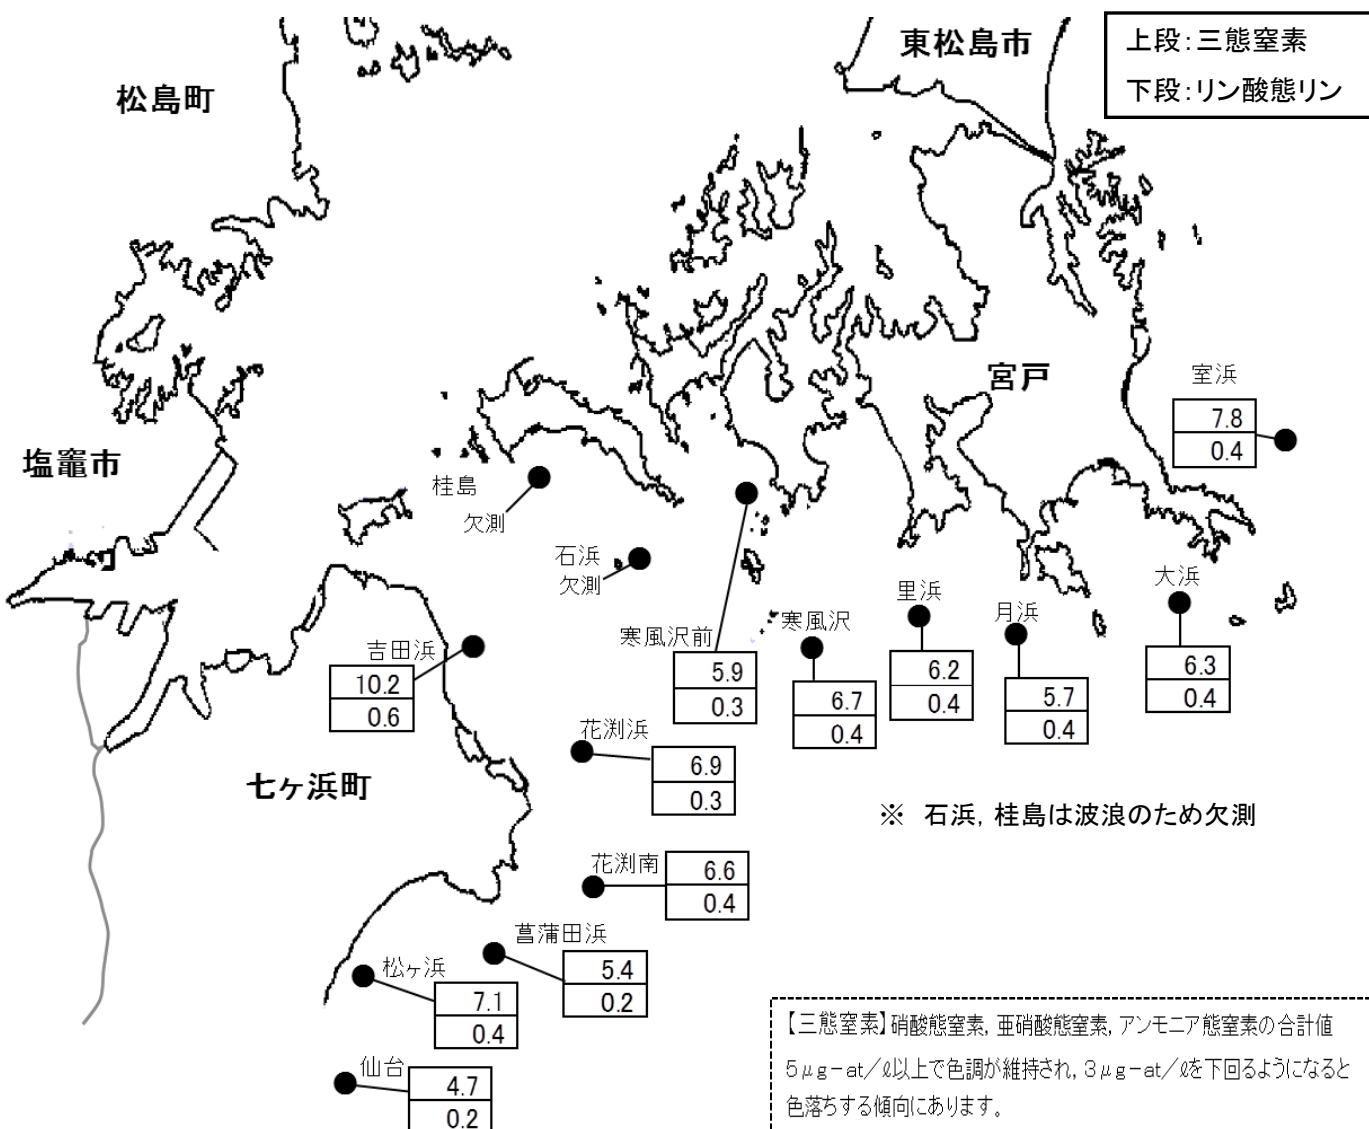 上段：三態窒素
下段：リン酸態リン
東松島市
松島町
宮戸
室浜
7.8
0.4
塩竈市
桂島
欠測
石浜
欠測
大浜
6.3
0.4
里浜
6.2
0.4
月浜
5.7
0.4
寒風沢
6.7
0.4
寒風沢前
5.9
0.3
吉田浜
10.2
0.6
花渕浜
6.9
0.3
七ヶ浜町
※　石浜，桂島は波浪のため欠測
花渕南
6.6
0.4
菖蒲田浜
5.4
0.2
松ヶ浜
7.1
0.4
仙台
4.7
0.2
【三態窒素】硝酸態窒素，亜硝酸態窒素，アンモニア態窒素の合計値
5μg-at／ℓ以上で色調が維持され，3μg-at／ℓを下回るようになると
色落ちする傾向にあります。